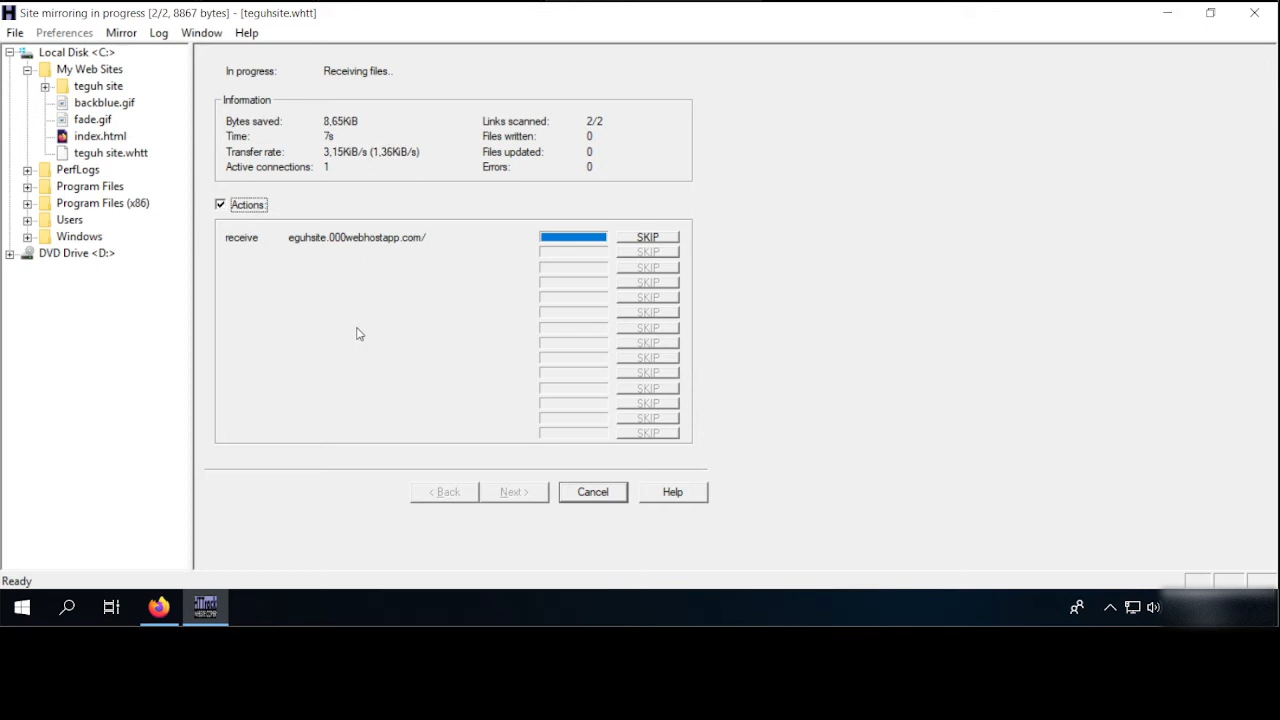 Site mirroring in progress [2/2, 8867 bytes] - [teguhsite.whtt]
File Preferences Mirror Log Window Help
Local Disk <C:>
My Web Sites
teguh site
backblue.gif
fade.gif
index.html
teguh site.whtt
PerfLogs
Program Files
Program Files (x86)
Users
Windows
DVD Drive <D:>
In progress: Receiving files..
Information
Bytes saved: 8,65KiB Links scanned: 2/2
Time: 7s Files written: 0
Transfer rate: 3,15KiB/s (1,36KiB/s) Files updated: 0
Active connections: 1 Errors: 0
Actions:
receive eguhsite.000webhostapp.com/ SKIP
SKIP
SKIP
SKIP
SKIP
SKIP
SKIP
SKIP
SKIP
SKIP
SKIP
SKIP
SKIP
SKIP
< Back Next > Cancel Help
Ready